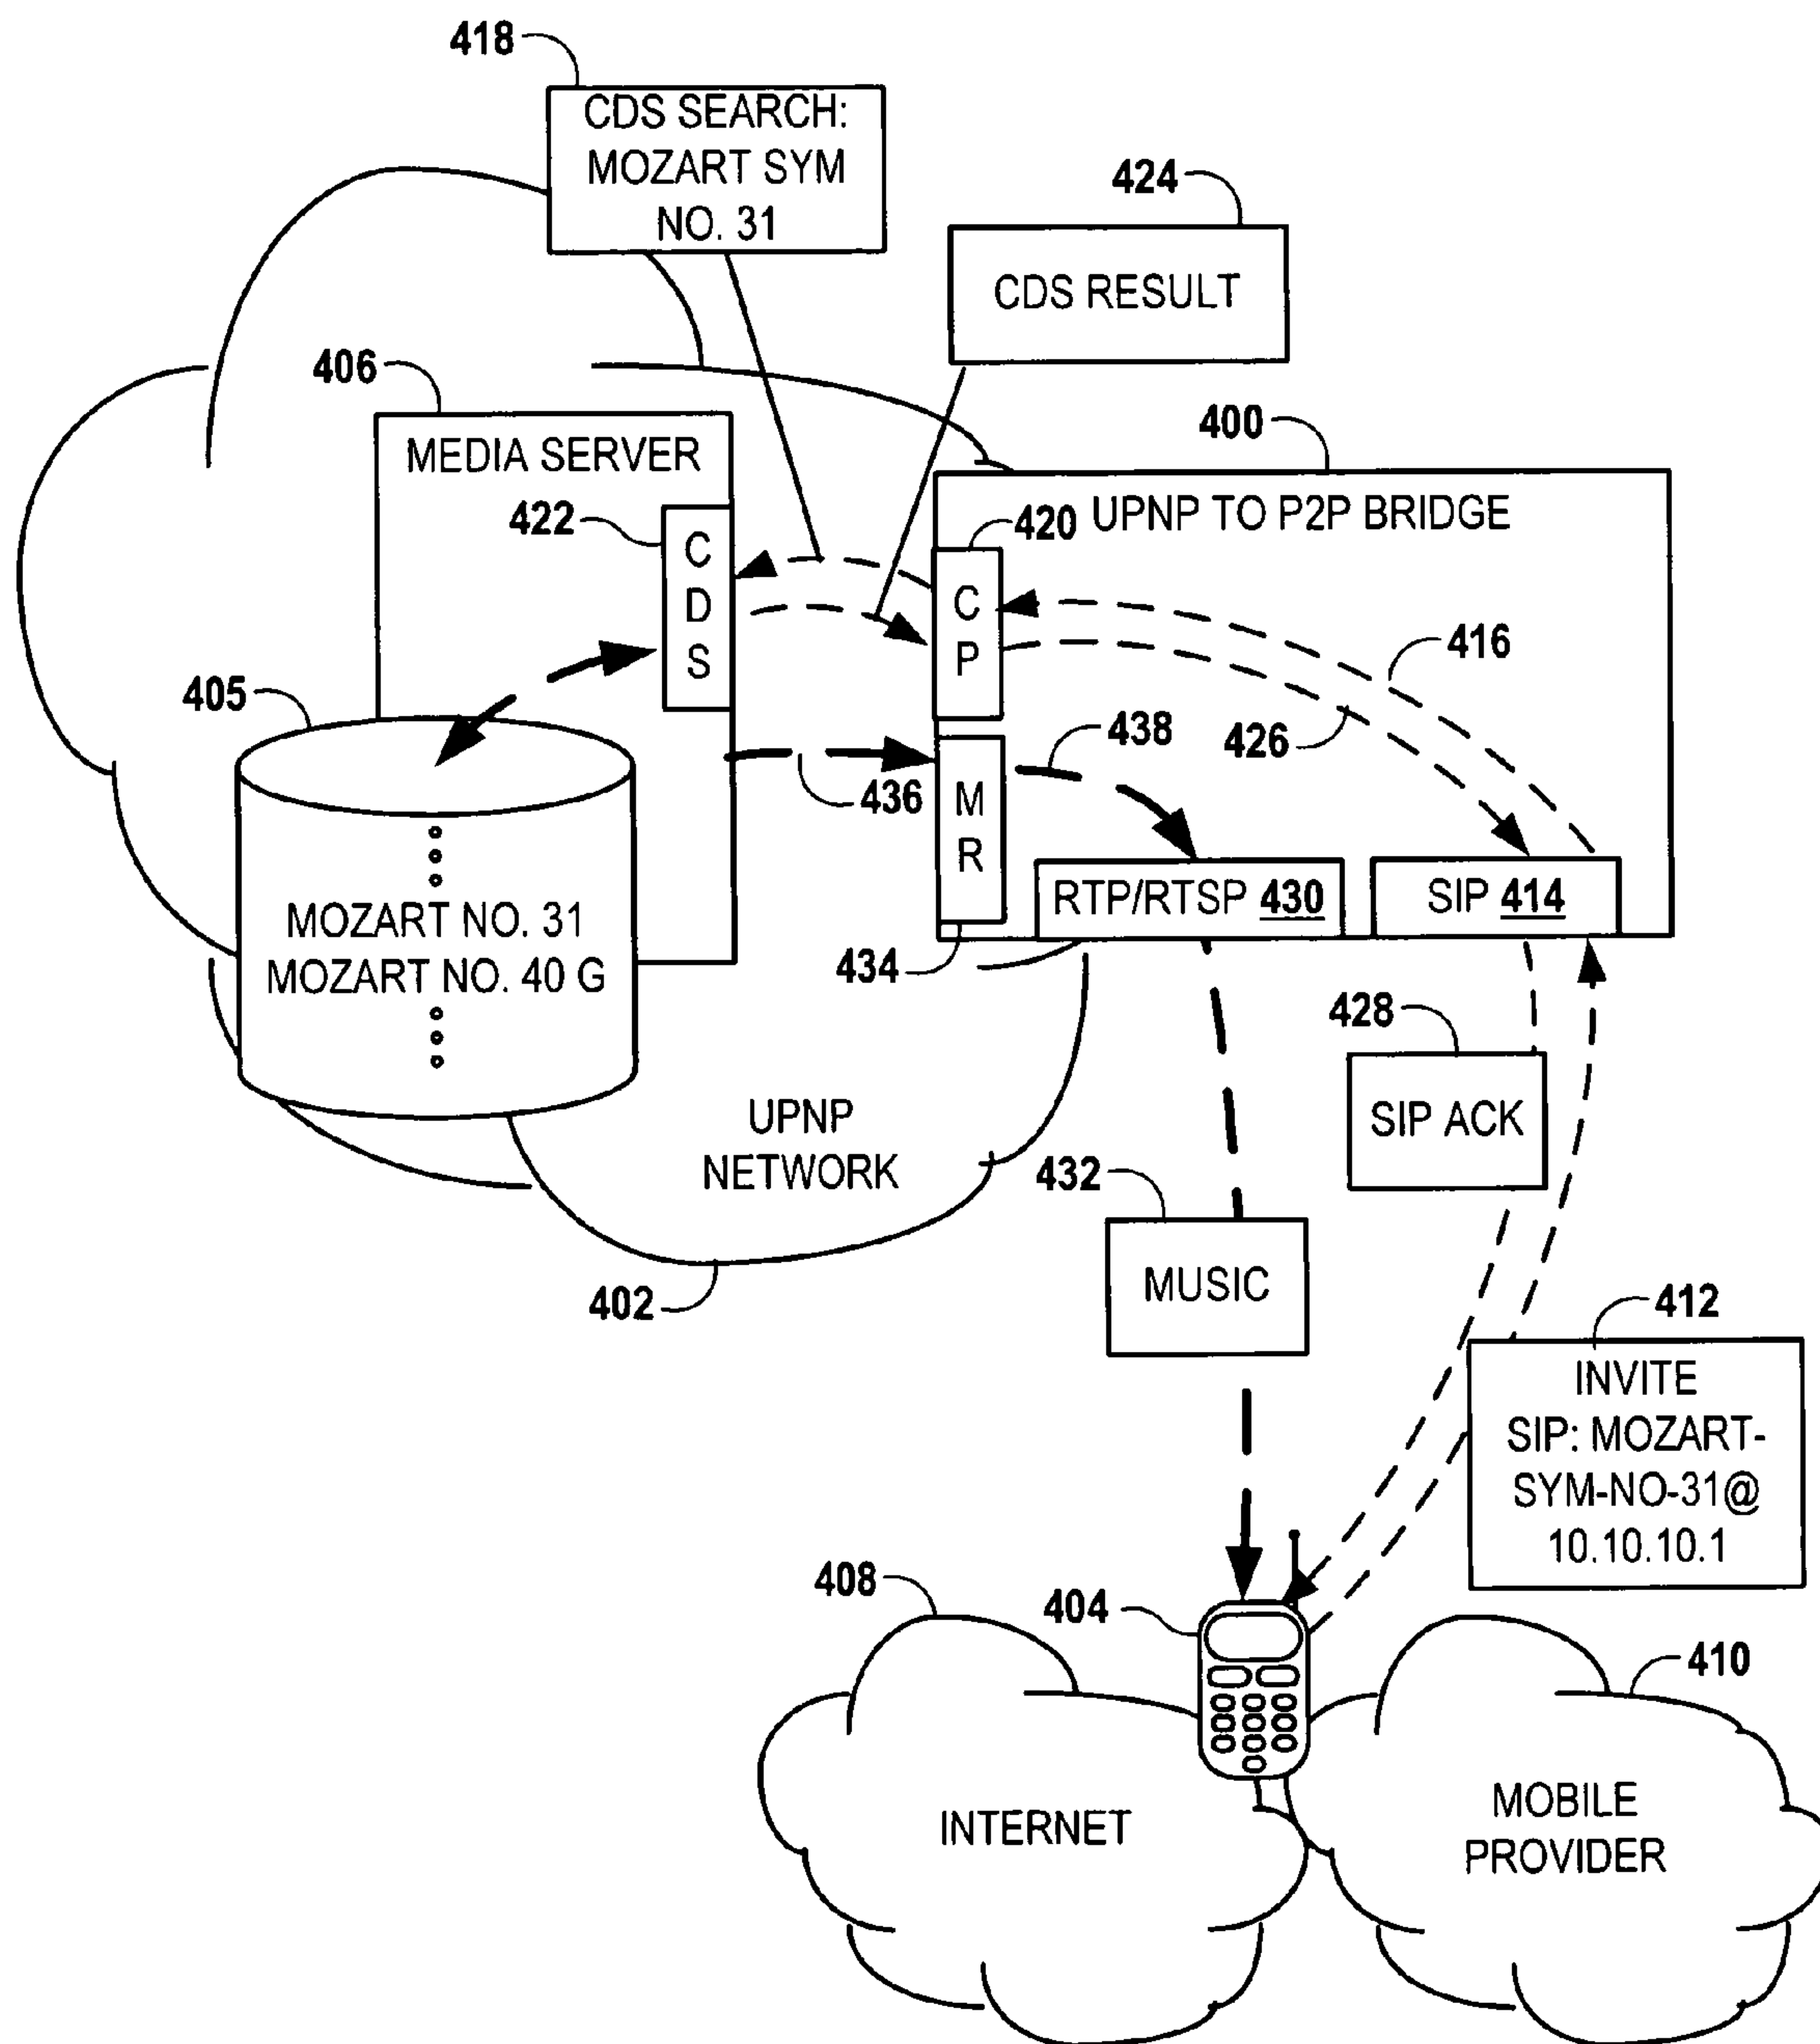 418
CDS SEARCH:
MOZART SYM
NO. 31
424
CDS RESULT
406
MEDIA SERVER
400
UPNP TO P2P BRIDGE
422
C
D
S
420
C
P
416
426
405
436
438
M
R
RTP/RTSP 430
SIP 414
434
MOZART NO. 31
MOZART NO. 40 G
428
SIP ACK
UPNP
NETWORK
402
432
MUSIC
412
INVITE
SIP: MOZART-
SYM-NO-31@
10.10.10.1
408
404
410
INTERNET
MOBILE
PROVIDER